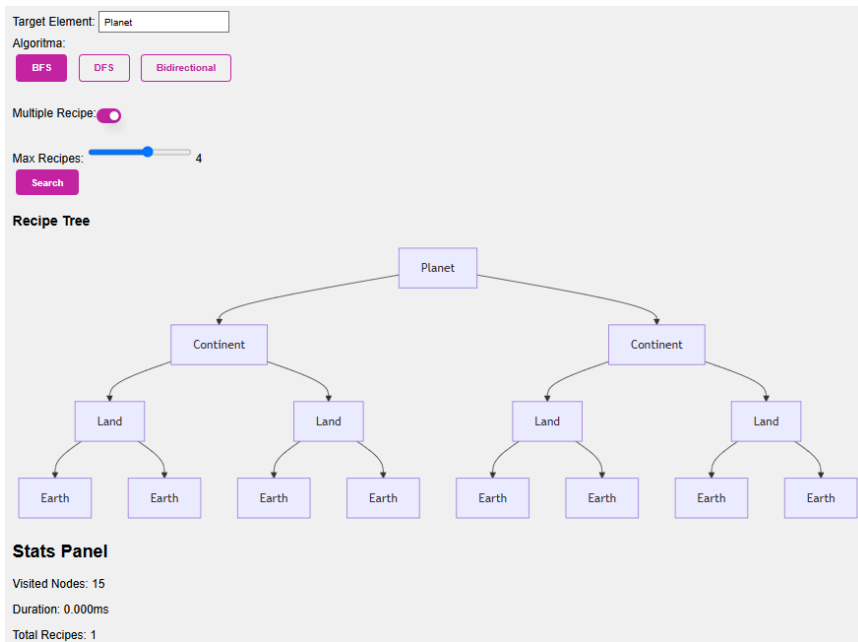 Target Element: Planet
Algoritma:
BFS DFS Bidirectional
Multiple Recipe:
Max Recipes: 4
Search
Recipe Tree
Planet
Continent Continent
Land Land Land Land
Earth Earth Earth Earth Earth Earth Earth Earth
Stats Panel
Visited Nodes: 15
Duration: 0.000ms
Total Recipes: 1